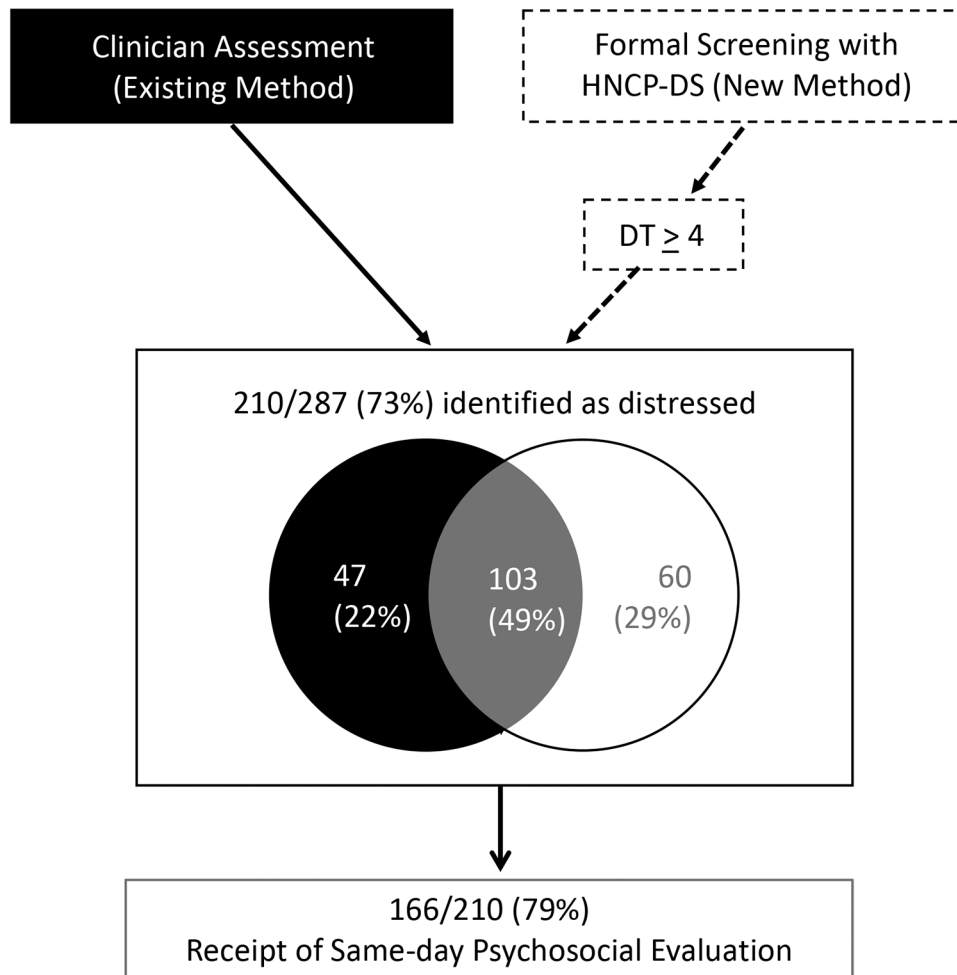 Clinician Assessment
(Existing Method)
Formal Screening with
HNCP-DS (New Method)
DT ≥ 4
210/287 (73%) identified as distressed
47
(22%)
103
(49%)
60
(29%)
166/210 (79%)
Receipt of Same-day Psychosocial Evaluation